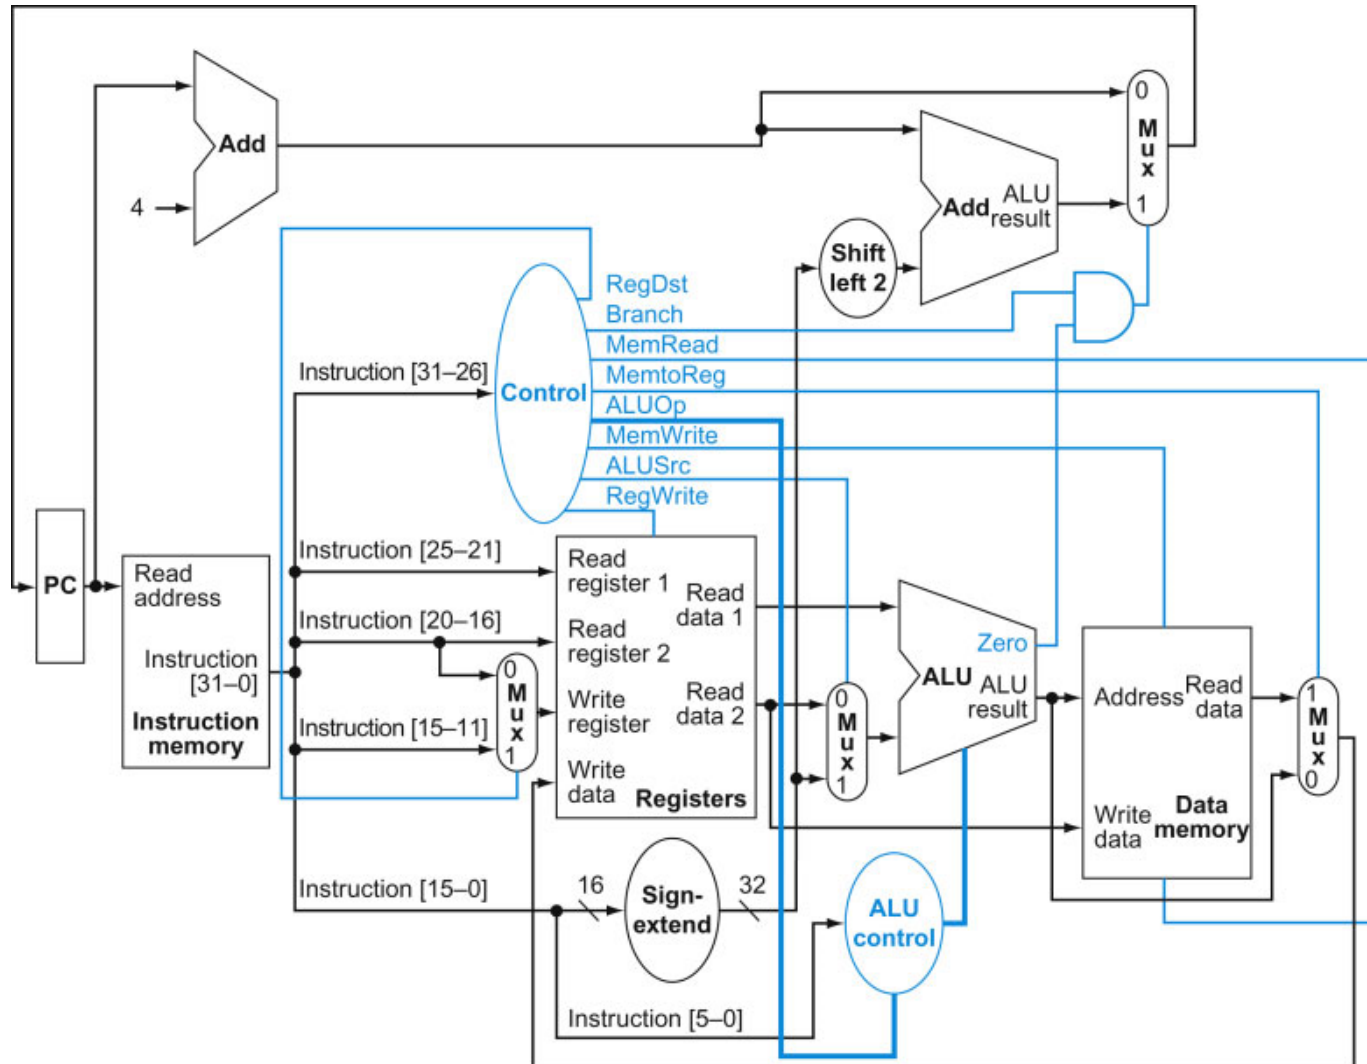 Add
4
0
Mux
1
Add
ALU
result
Shift
left 2
RegDst
Branch
MemRead
MemtoReg
ALUOp
MemWrite
ALUSrc
RegWrite
Control
Instruction [31–26]
Instruction [25–21]
Instruction [20–16]
Instruction [15–11]
PC
Read
address
Instruction
[31–0]
Instruction
memory
0
Mux
1
Read
register 1
Read
register 2
Write
register
Write
data
Read
data 1
Read
data 2
Registers
0
Mux
1
Zero
ALU
ALU
result
Address
Read
data
Write
data
Data
memory
1
Mux
0
Instruction [15–0]
16
Sign-
extend
32
ALU
control
Instruction [5–0]